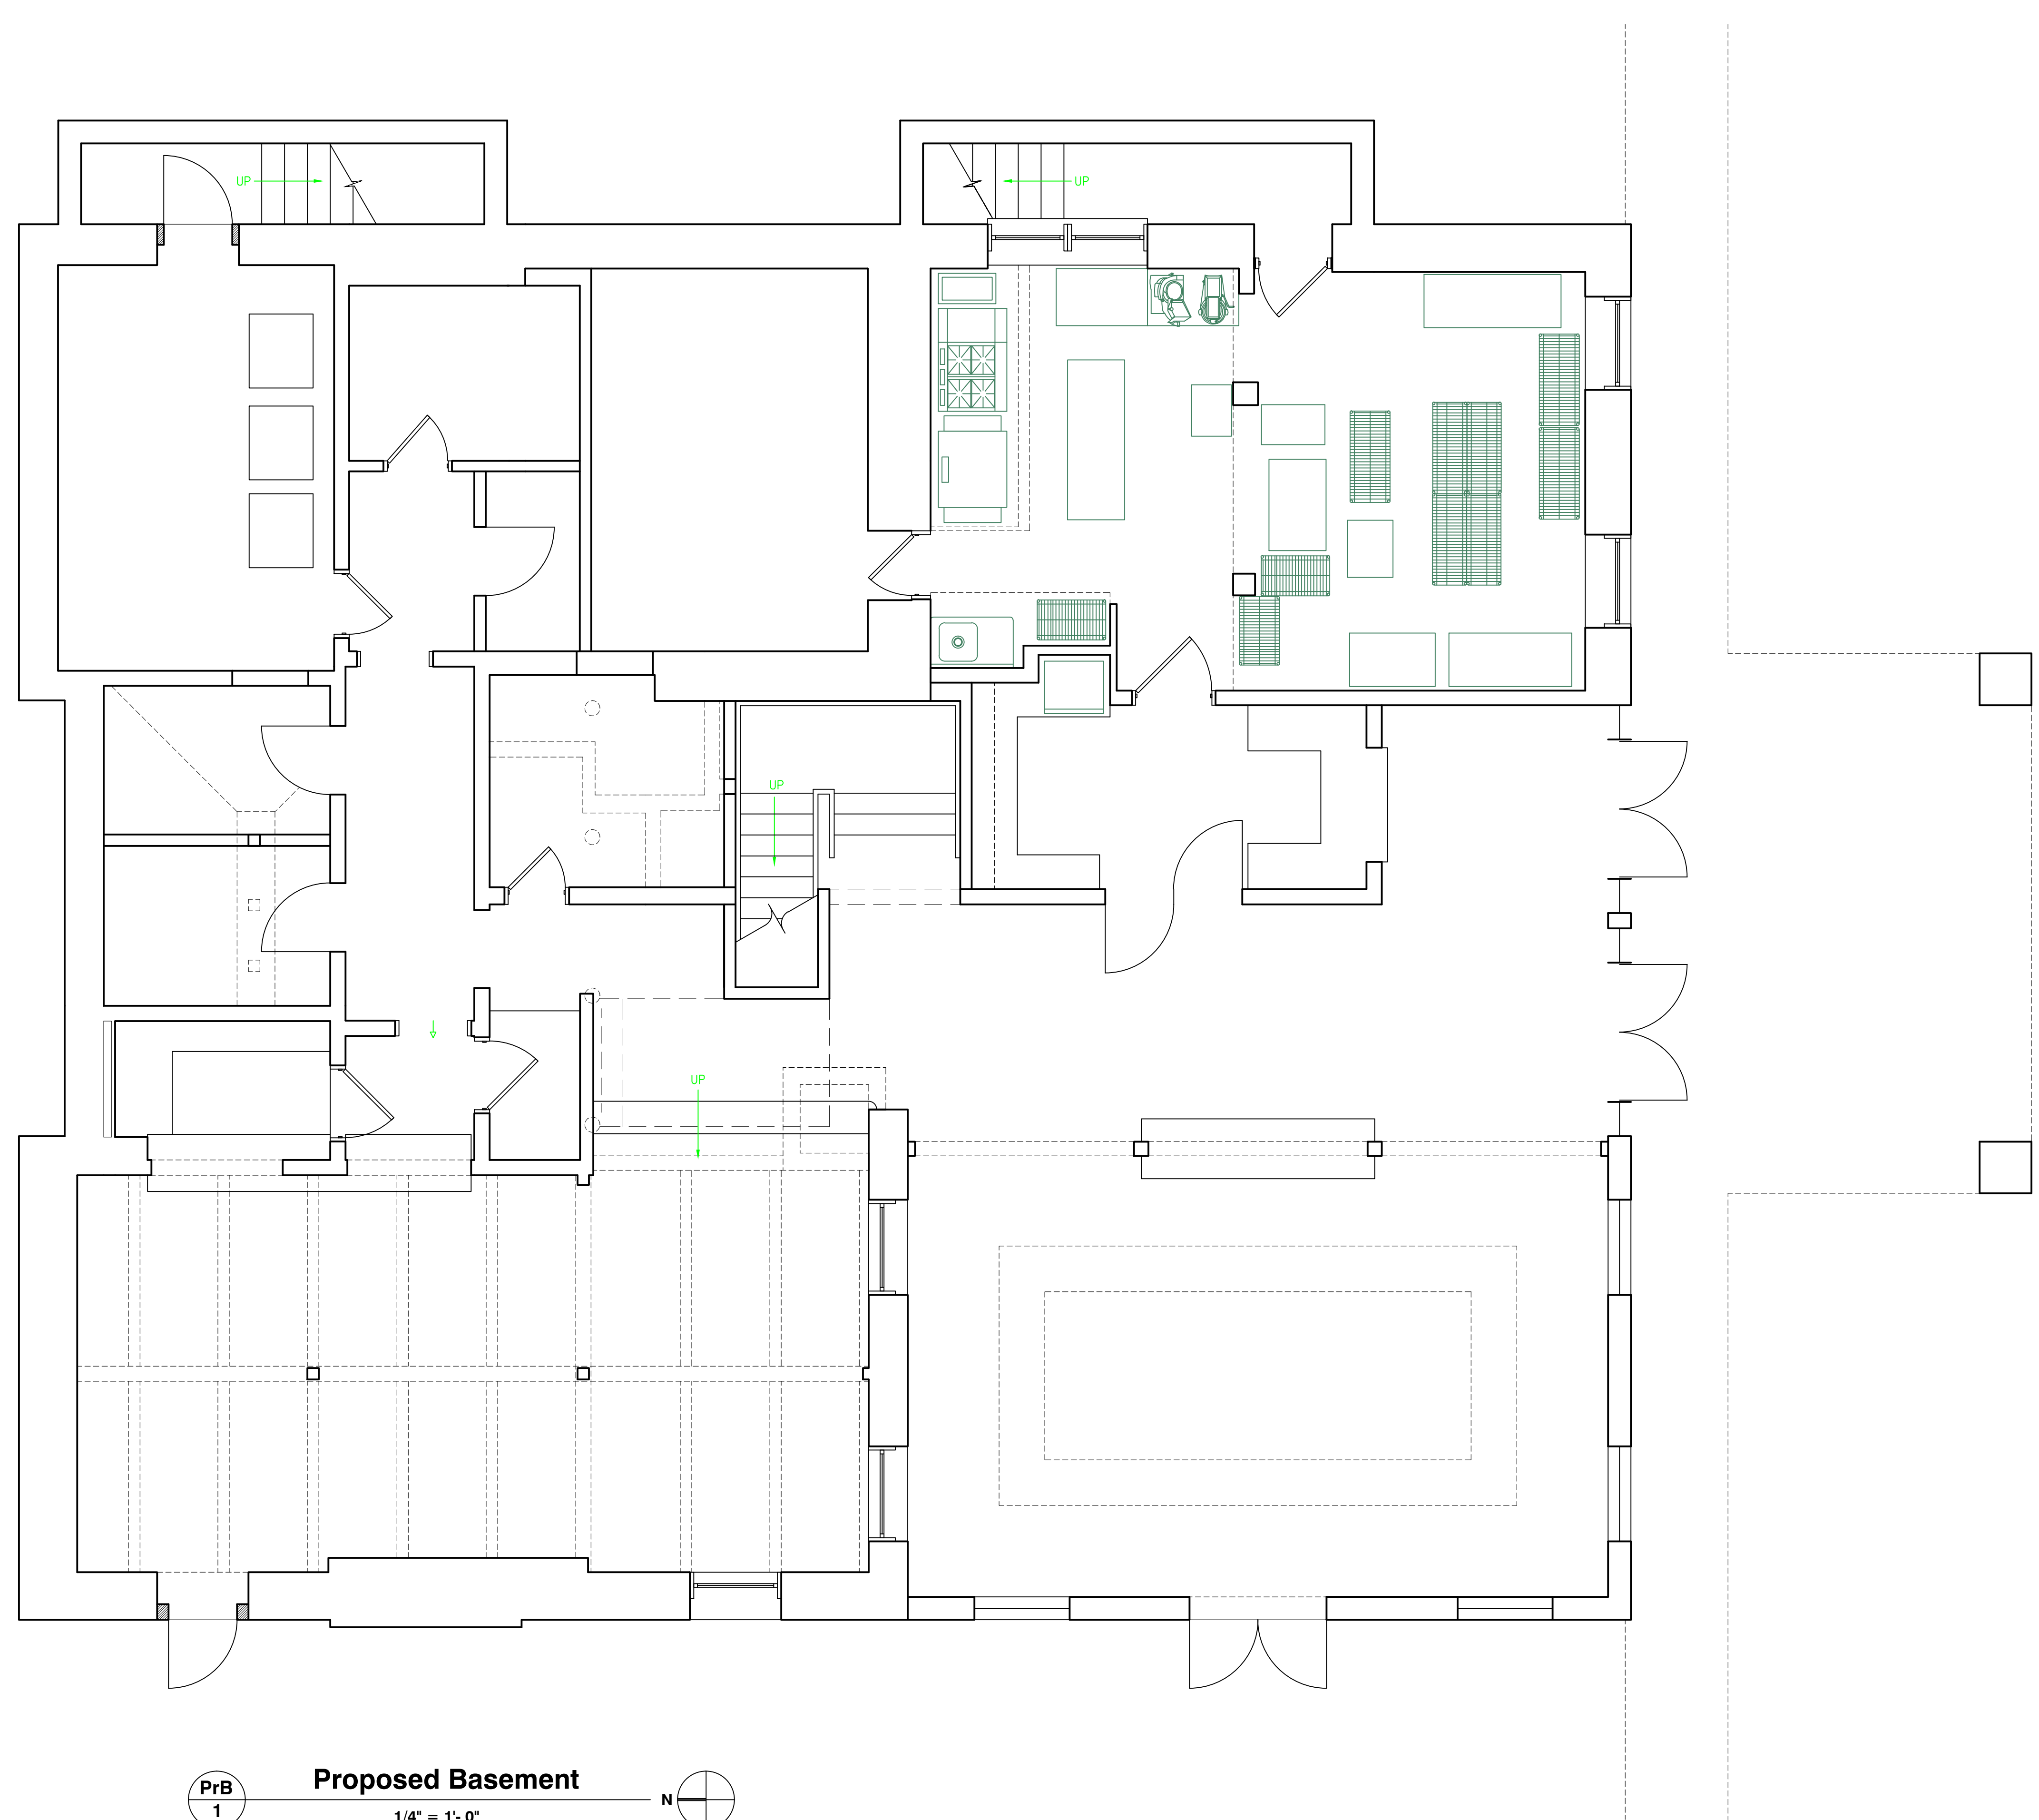 UP
UP
UP
UP
PrB
1
Proposed Basement
1/4" = 1'- 0"
N